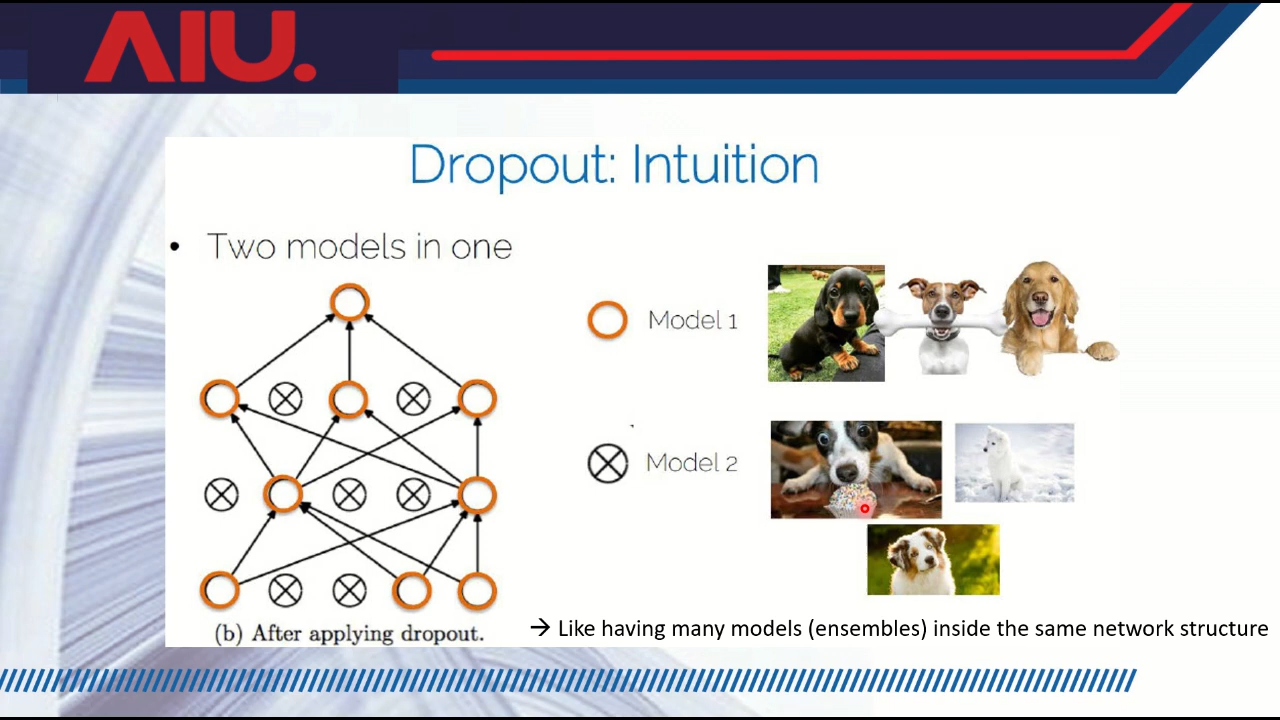 AIU.
Dropout: Intuition
• Two models in one
Model 1
Model 2
(b) After applying dropout.
→ Like having many models (ensembles) inside the same network structure